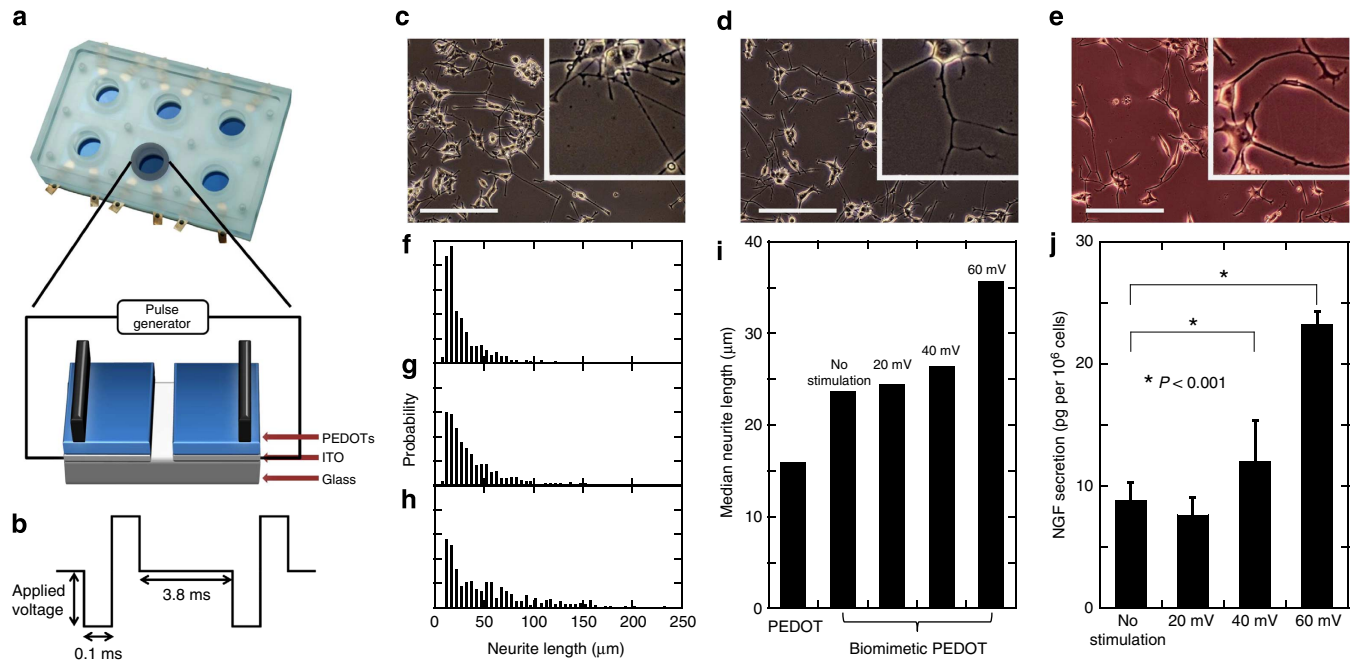 a
Pulse
generator
PEDOTs
ITO
Glass
b
Applied
voltage
3.8 ms
0.1 ms
c
d
e
f
g
h
Probability
0
50
100
150
200
250
Neurite length (μm)
i
40
30
20
10
0
Median neurite length (μm)
No
stimulation
20 mV
40 mV
60 mV
PEDOT
Biomimetic PEDOT
j
30
20
10
0
NGF secretion (pg per 10⁶ cells)
*
*
* P < 0.001
No
stimulation
20 mV
40 mV
60 mV